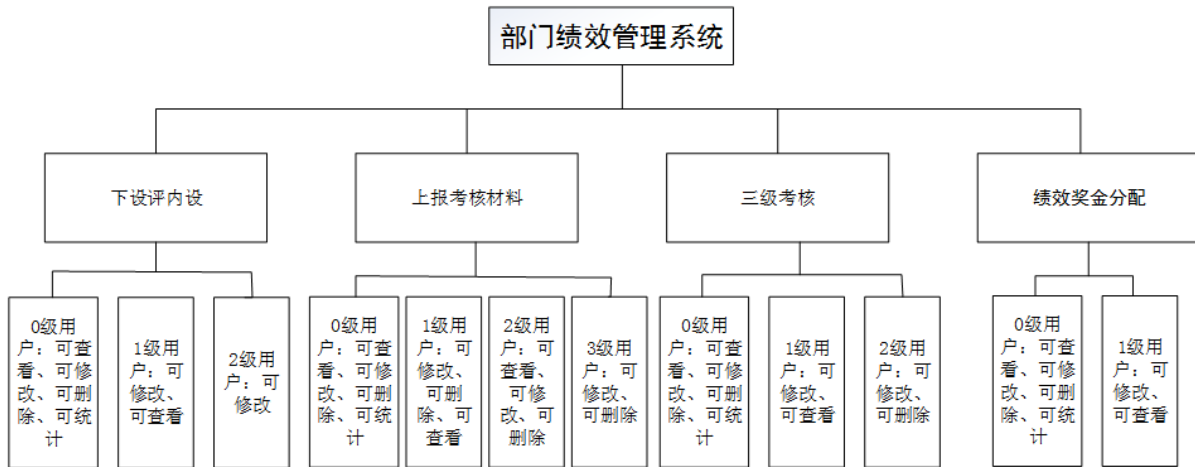 部门绩效管理系统
下设评内设
上报考核材料
三级考核
绩效奖金分配
0级用
户：可查
看、可修
改、可删
除、可统
计
1级用
户：可
修改、
可查看
2级用
户：可
修改
0级用
户：可查
看、可修
改、可删
除、可统
计
1级用
户：可
修改、
可删
除、可
查看
2级用
户：可
查看、
可修
改、可
删除
3级用
户：可
修改、
可删除
0级用
户：可查
看、可修
改、可删
除、可统
计
1级用
户：可
修改、
可查看
2级用
户：可
修改、
可删除
0级用
户：可查
看、可修
改、可删
除、可统
计
1级用
户：可
修改、
可查看